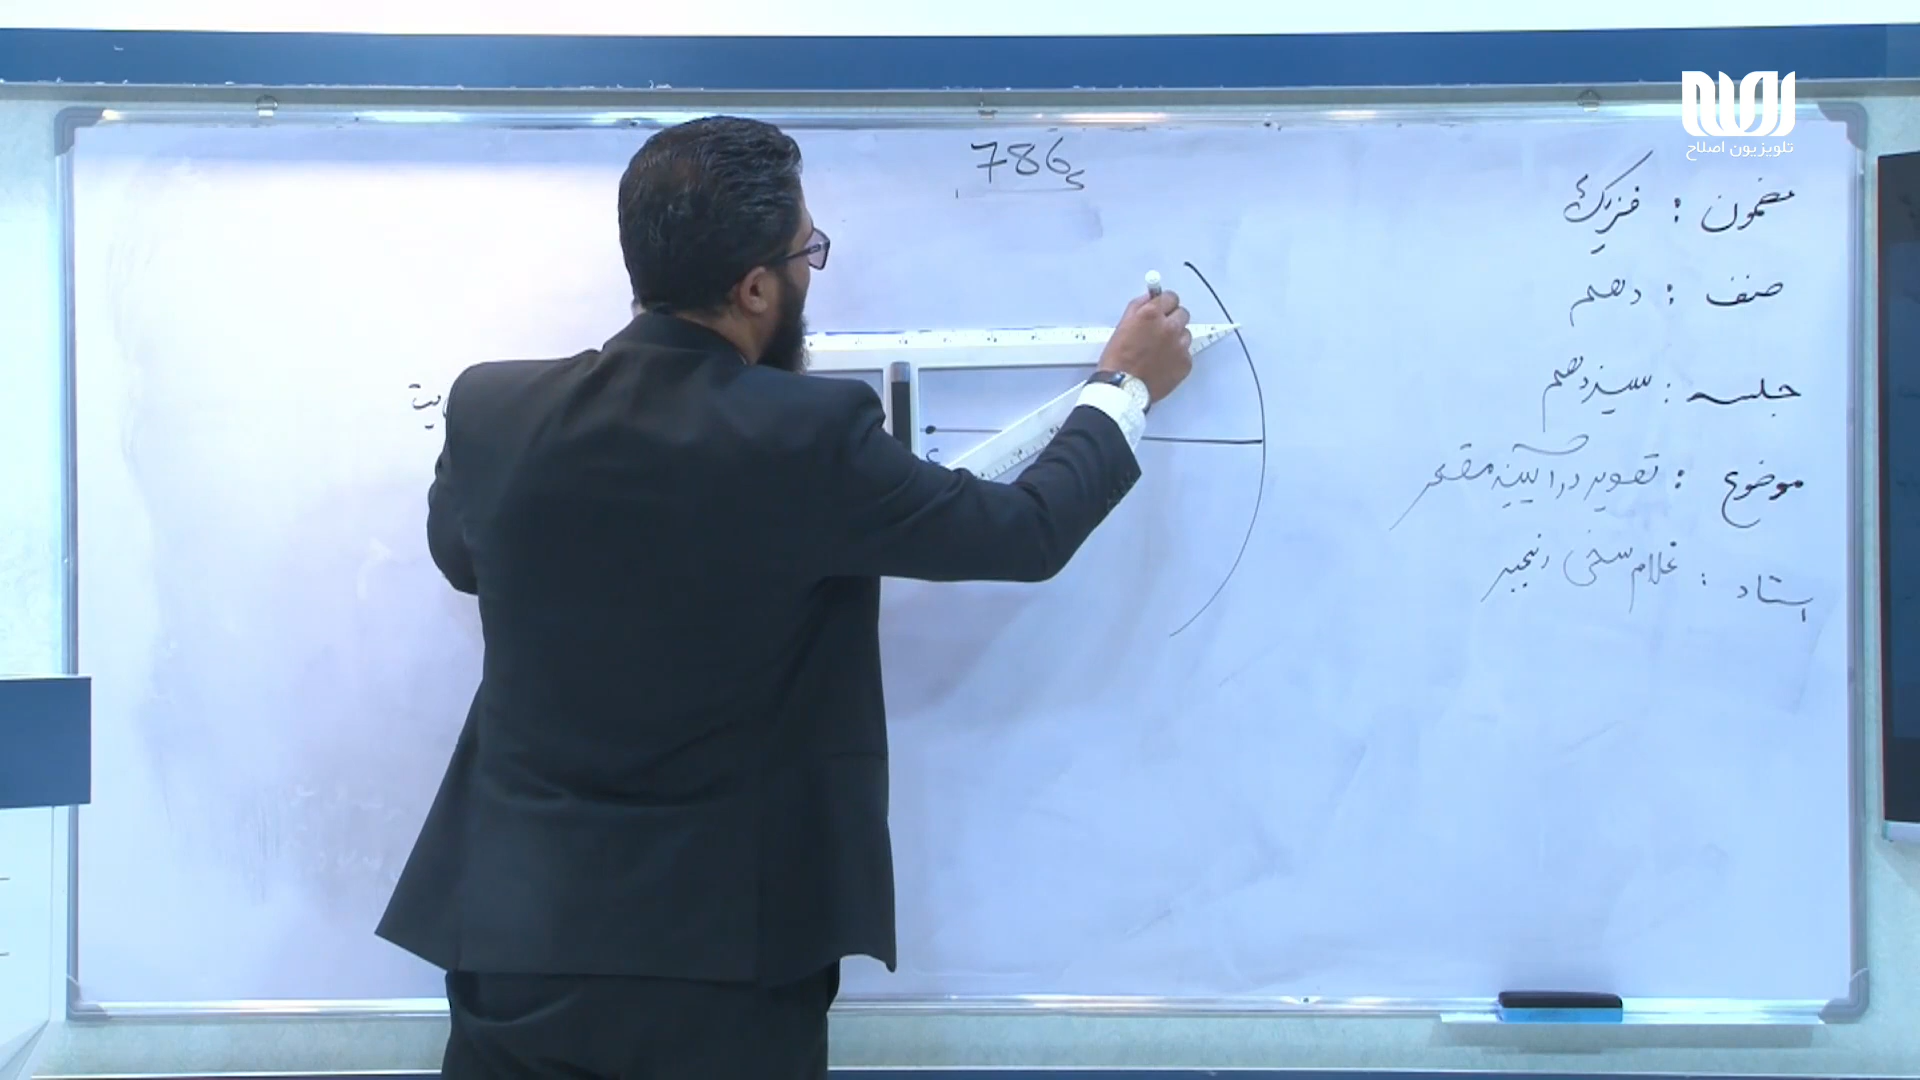 تلویزیون اصلاح
786
مضمون : فزیک
صنف : دهم
جلسه : سیزدهم
موضوع : تصویر در آیینه مقعر
استاد : غلام سخی رنجبر